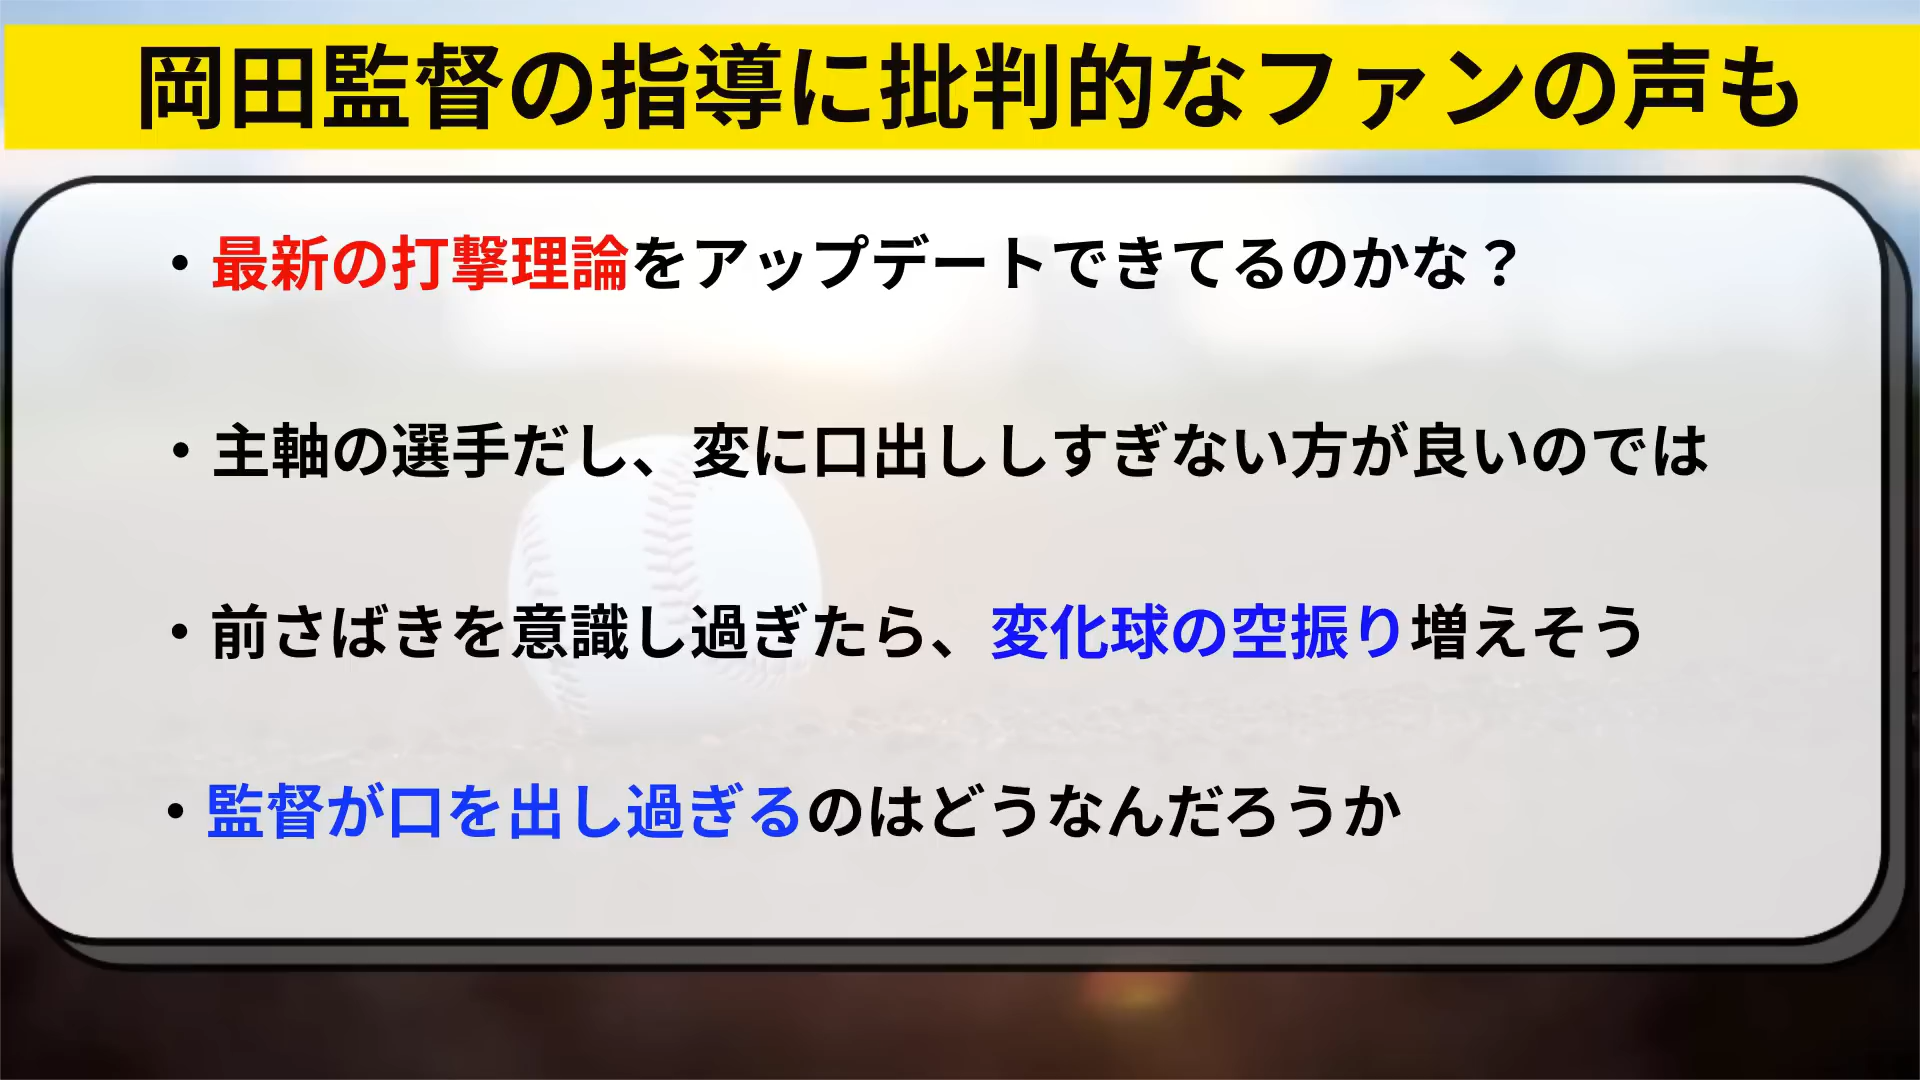 岡田監督の指導に批判的なファンの声も
・最新の打撃理論をアップデートできてるのかな？
・主軸の選手だし、変に口出ししすぎない方が良いのでは
・前さばきを意識し過ぎたら、変化球の空振り増えそう
・監督が口を出し過ぎるのはどうなんだろうか